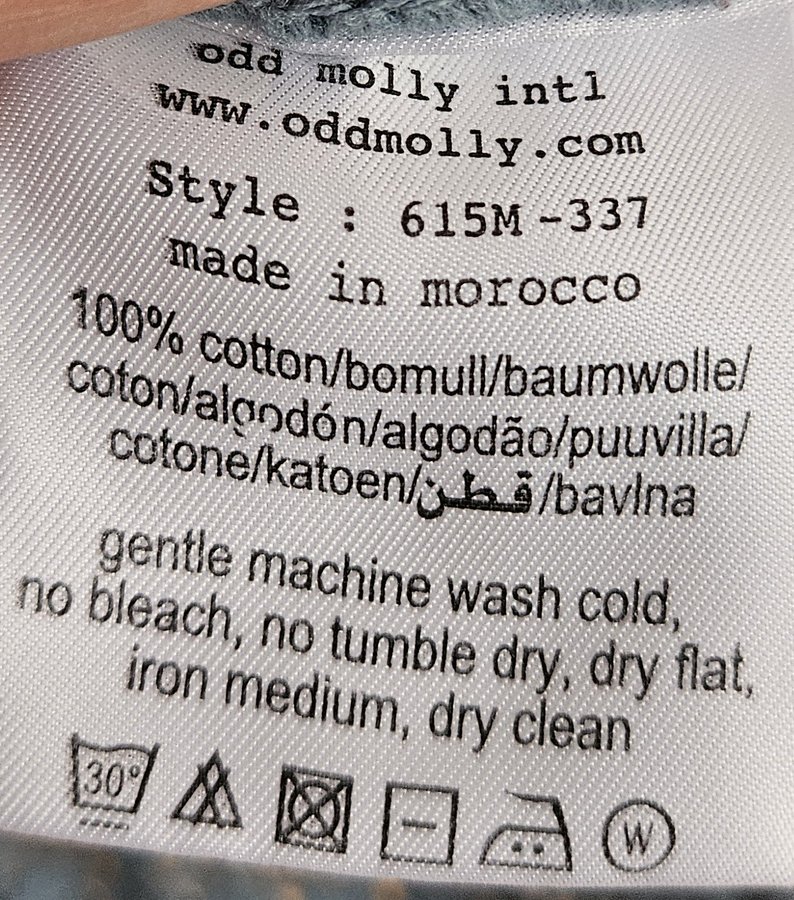 odd molly intl
www.oddmolly.com
Style : 615M-337
made in morocco
100% cotton/bomull/baumwolle/
coton/algodón/algodão/puuvilla/
cotone/katoen/قطن/bavlna
gentle machine wash cold,
no bleach, no tumble dry, dry flat,
iron medium, dry clean
30° W